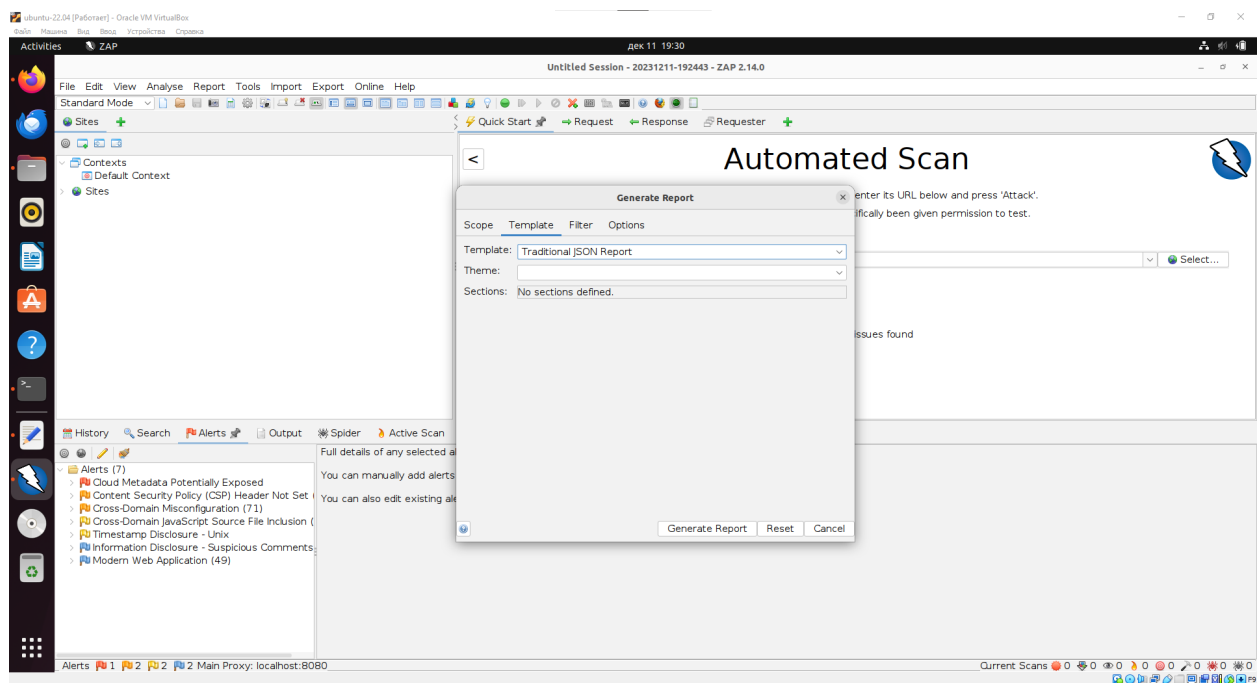 ubuntu-22.04 [Работает] - Oracle VM VirtualBox
Файл Машина Вид Ввод Устройства Справка
Activities ZAP дек 11 19:30
Untitled Session - 20231211-192443 - ZAP 2.14.0
File Edit View Analyse Report Tools Import Export Online Help
Standard Mode
Sites
Quick Start Request Response Requester
Contexts
Default Context
Sites
<
Automated Scan
enter its URL below and press 'Attack'.
ifically been given permission to test.
Select...
issues found
Generate Report
Scope Template Filter Options
Template: Traditional JSON Report
Theme:
Sections: No sections defined.
Generate Report Reset Cancel
History Search Alerts Output Spider Active Scan
Full details of any selected al
You can manually add alerts
You can also edit existing ale
Alerts (7)
Cloud Metadata Potentially Exposed
Content Security Policy (CSP) Header Not Set (
Cross-Domain Misconfiguration (71)
Cross-Domain JavaScript Source File Inclusion (
Timestamp Disclosure - Unix
Information Disclosure - Suspicious Comments
Modern Web Application (49)
Alerts 1 2 2 2 Main Proxy: localhost:8080
Current Scans 0 0 0 0 0 0 0 0